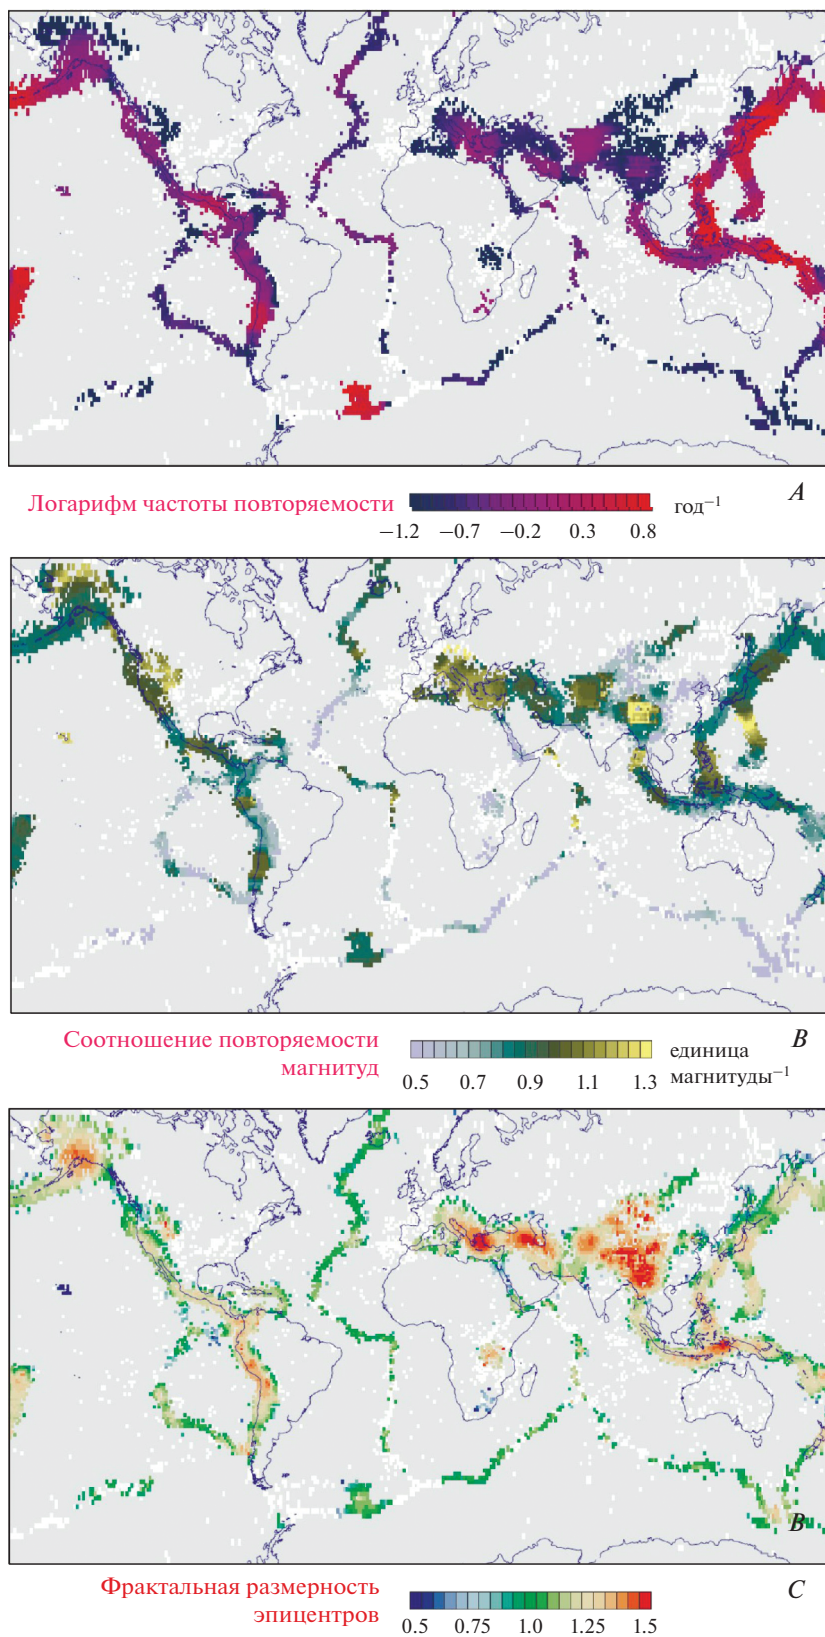 Логарифм частоты повторяемости
год⁻¹
A
−1.2 −0.7 −0.2 0.3 0.8
Соотношение повторяемости
магнитуд
единица
магнитуды⁻¹
B
0.5 0.7 0.9 1.1 1.3
B
Фрактальная размерность
эпицентров
C
0.5 0.75 1.0 1.25 1.5